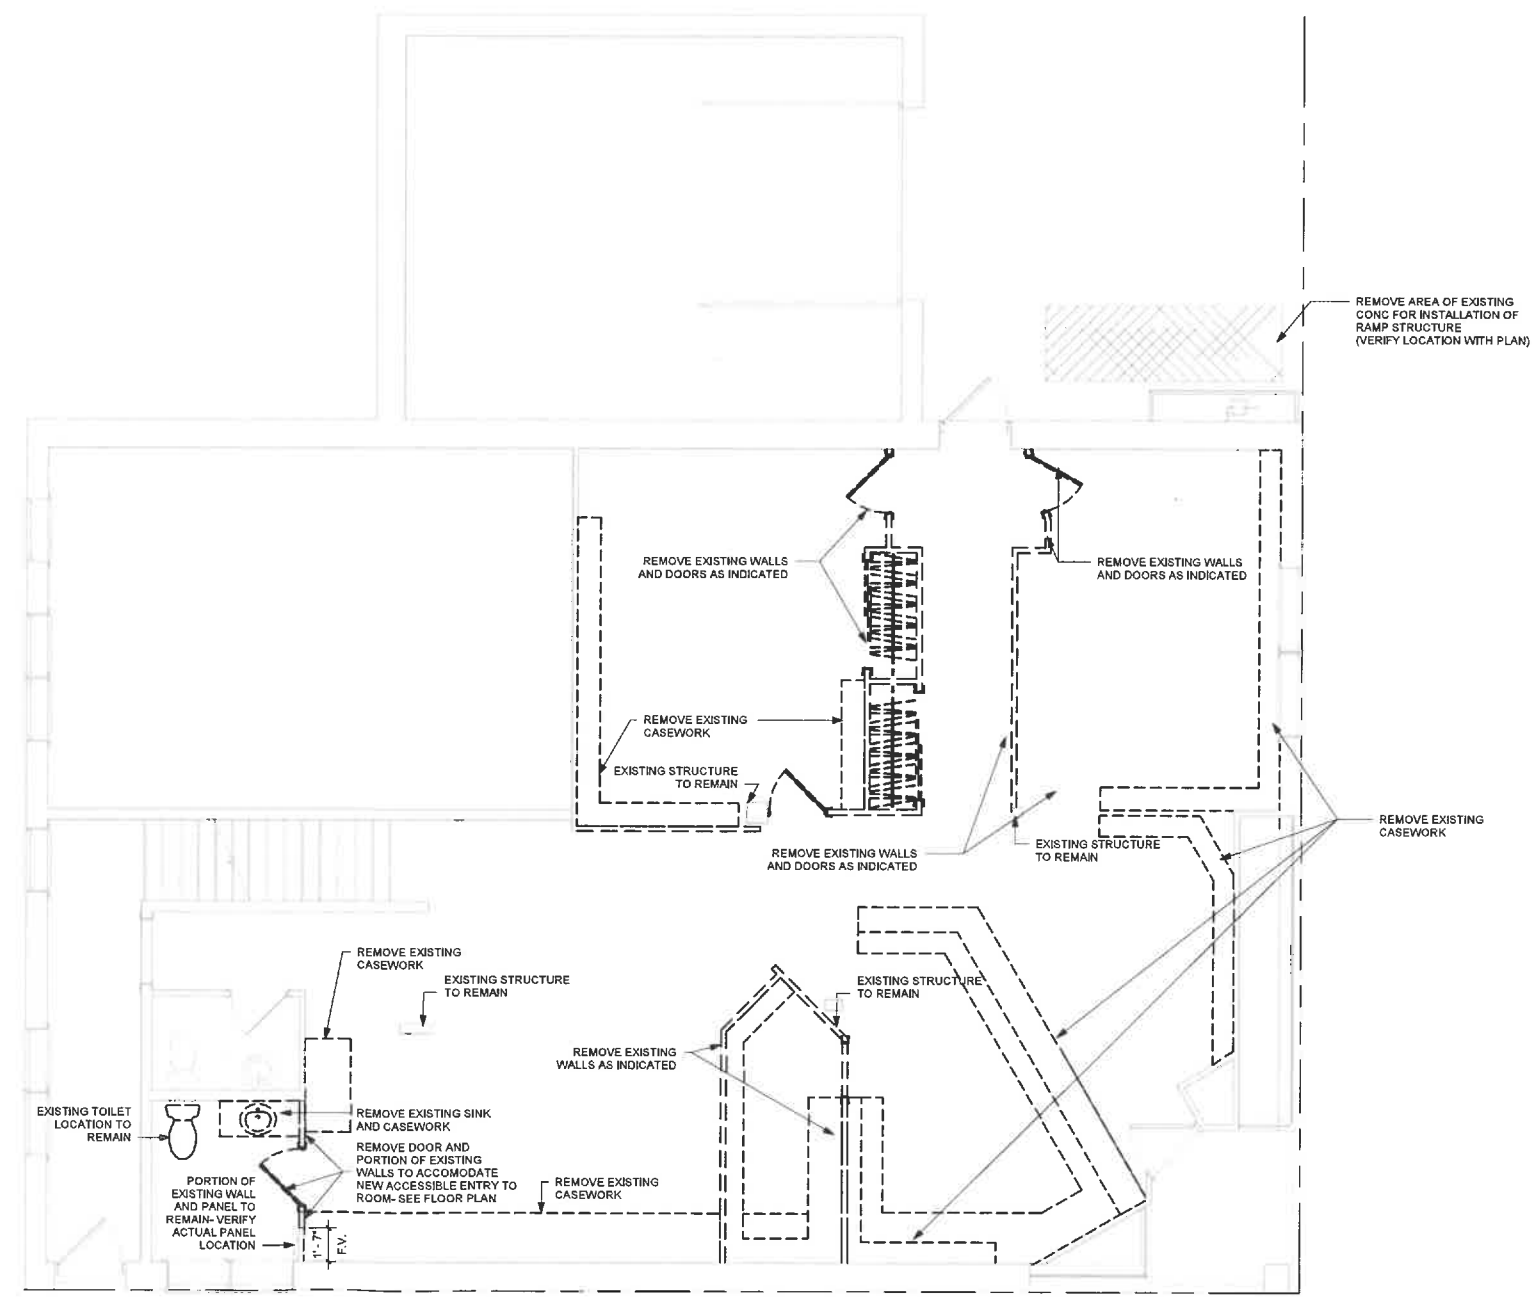 REMOVE AREA OF EXISTING
CONC FOR INSTALLATION OF
RAMP STRUCTURE
(VERIFY LOCATION WITH PLAN)
REMOVE EXISTING WALLS
AND DOORS AS INDICATED
REMOVE EXISTING WALLS
AND DOORS AS INDICATED
REMOVE EXISTING
CASEWORK
EXISTING STRUCTURE
TO REMAIN
REMOVE EXISTING WALLS
AND DOORS AS INDICATED
EXISTING STRUCTURE
TO REMAIN
REMOVE EXISTING
CASEWORK
REMOVE EXISTING
CASEWORK
EXISTING STRUCTURE
TO REMAIN
EXISTING STRUCTURE
TO REMAIN
REMOVE EXISTING
WALLS AS INDICATED
EXISTING TOILET
LOCATION TO
REMAIN
REMOVE EXISTING SINK
AND CASEWORK
REMOVE DOOR AND
PORTION OF EXISTING
WALLS TO ACCOMODATE
NEW ACCESSIBLE ENTRY TO
ROOM- SEE FLOOR PLAN
PORTION OF
EXISTING WALL
AND PANEL TO
REMAIN- VERIFY
ACTUAL PANEL
LOCATION
REMOVE EXISTING
CASEWORK
1'- 7"
F.V.